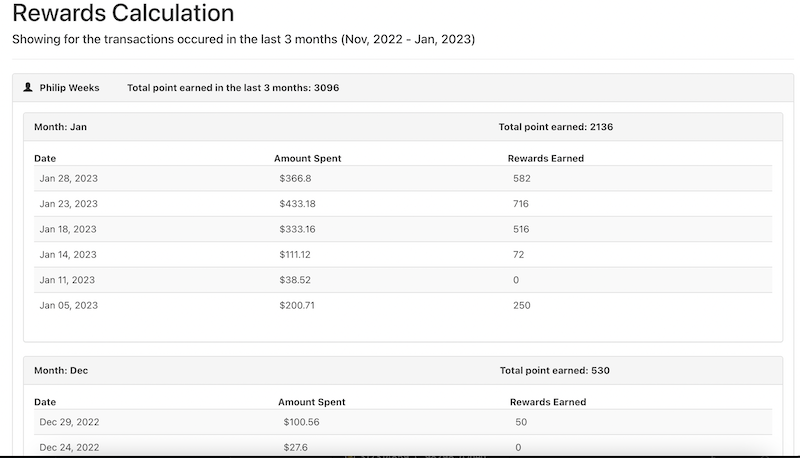 Rewards Calculation
Showing for the transactions occured in the last 3 months (Nov, 2022 - Jan, 2023)
Philip Weeks Total point earned in the last 3 months: 3096
Month: Jan Total point earned: 2136
Date Amount Spent Rewards Earned
Jan 28, 2023 $366.8 582
Jan 23, 2023 $433.18 716
Jan 18, 2023 $333.16 516
Jan 14, 2023 $111.12 72
Jan 11, 2023 $38.52 0
Jan 05, 2023 $200.71 250
Month: Dec Total point earned: 530
Date Amount Spent Rewards Earned
Dec 29, 2022 $100.56 50
Dec 24, 2022 $27.6 0